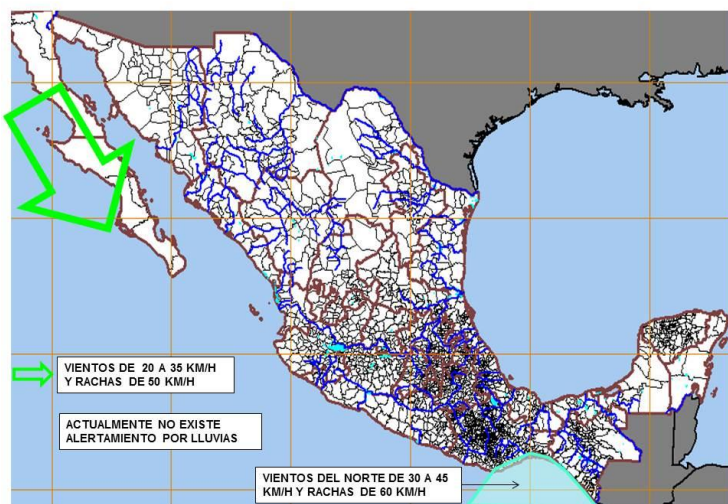 VIENTOS DE 20 A 35 KM/H
Y RACHAS DE 50 KM/H
ACTUALMENTE NO EXISTE
ALERTAMIENTO POR LLUVIAS
VIENTOS DEL NORTE DE 30 A 45
KM/H Y RACHAS DE 60 KM/H